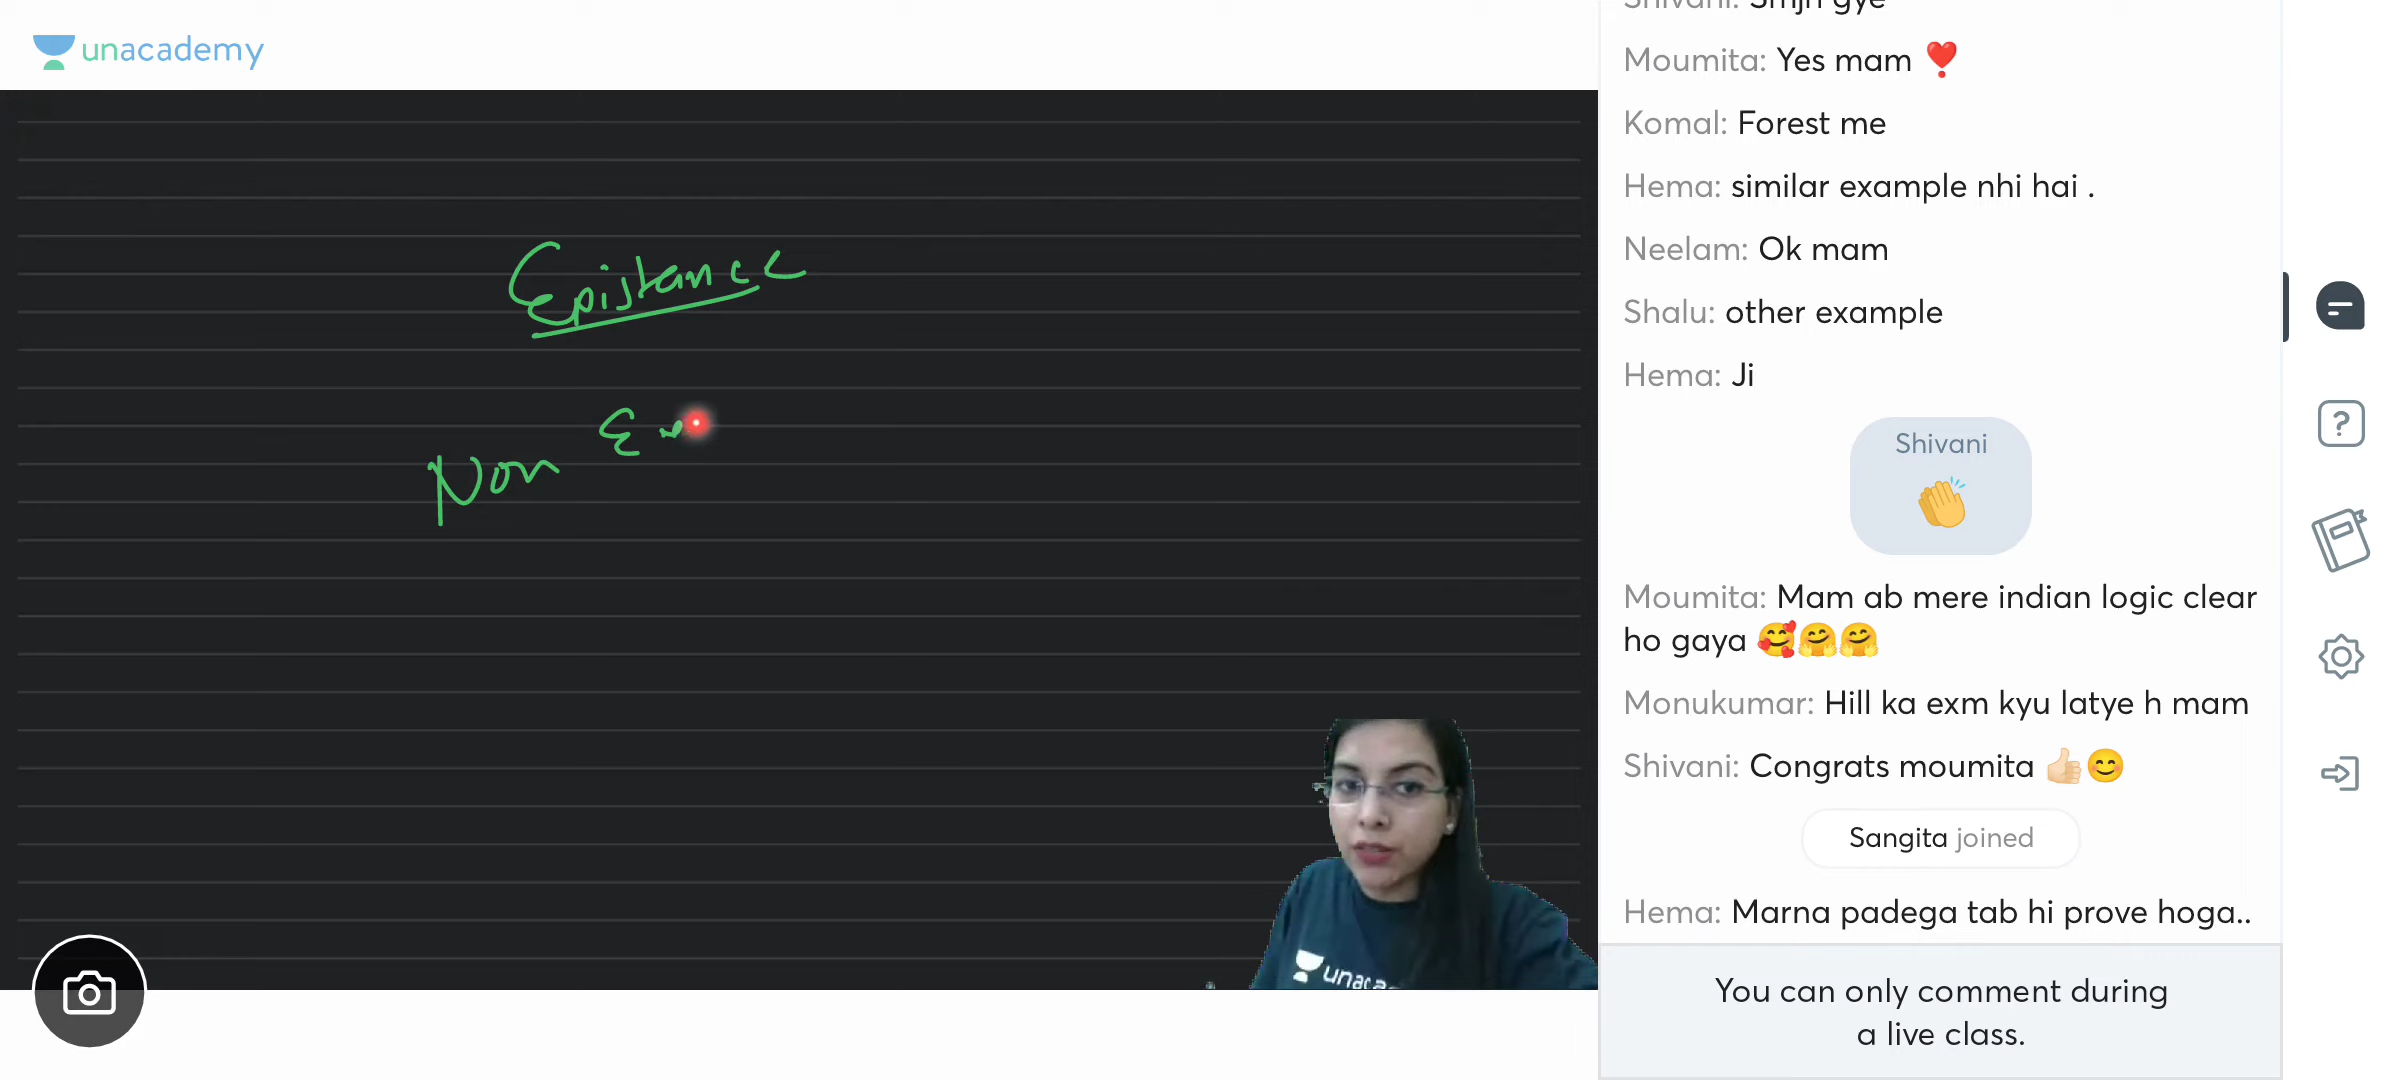 unacademy
Epistance
Non
Shivani: Smjh gye
Moumita: Yes mam ❣️
Komal: Forest me
Hema: similar example nhi hai .
Neelam: Ok mam
Shalu: other example
Hema: Ji
Shivani
👏
Moumita: Mam ab mere indian logic clear
ho gaya 🥰🤗🤗
Monukumar: Hill ka exm kyu latye h mam
Shivani: Congrats moumita 👍🏻😊
Sangita joined
Hema: Marna padega tab hi prove hoga..
You can only comment during
a live class.